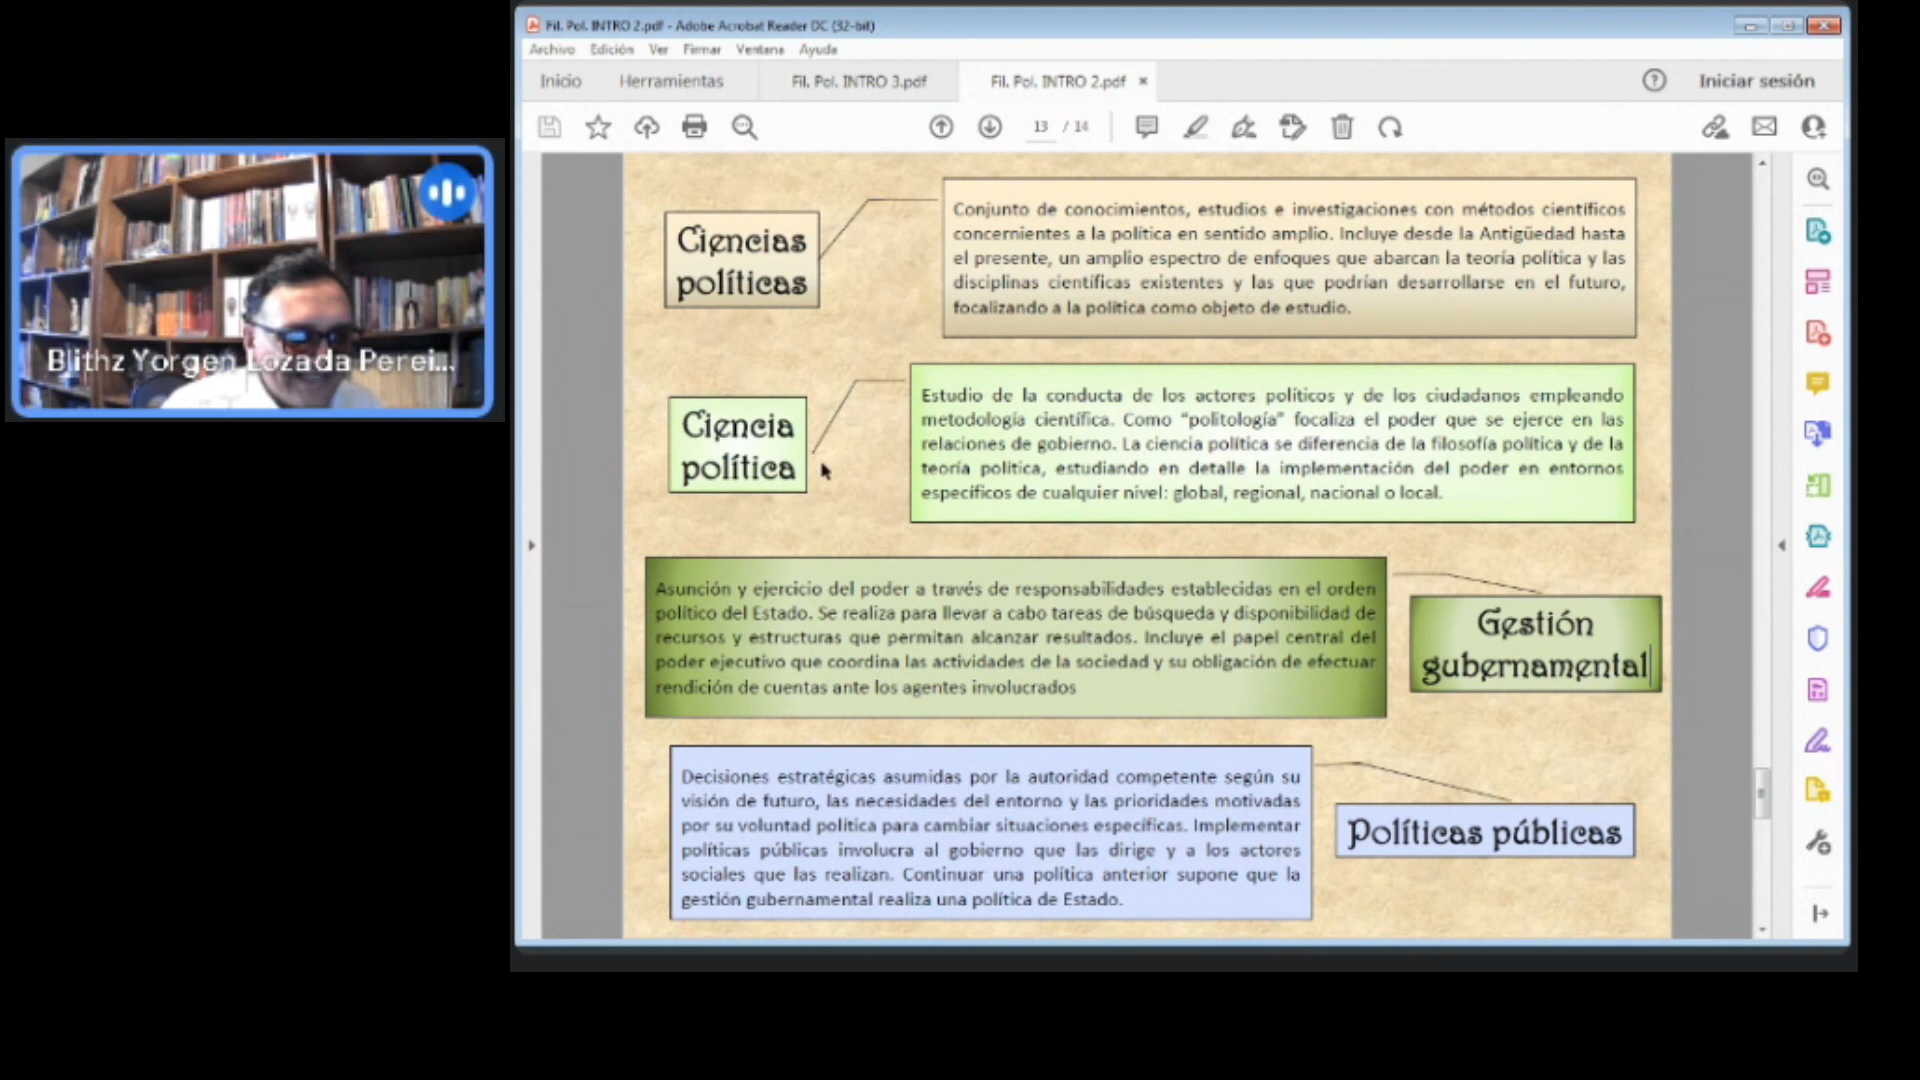 Fil. Pol. INTRO 2.pdf - Adobe Acrobat Reader DC (32-bit)
Archivo Edición Ver Firmar Ventana Ayuda
Inicio Herramientas Fil. Pol. INTRO 3.pdf Fil. Pol. INTRO 2.pdf × Iniciar sesión
13 / 14
Blithz Yorgen Lozada Perei...
Ciencias
políticas
Conjunto de conocimientos, estudios e investigaciones con métodos científicos
concernientes a la política en sentido amplio. Incluye desde la Antigüedad hasta
el presente, un amplio espectro de enfoques que abarcan la teoría política y las
disciplinas científicas existentes y las que podrían desarrollarse en el futuro,
focalizando a la política como objeto de estudio.
Ciencia
política
Estudio de la conducta de los actores políticos y de los ciudadanos empleando
metodología científica. Como “politología” focaliza el poder que se ejerce en las
relaciones de gobierno. La ciencia política se diferencia de la filosofía política y de la
teoría política, estudiando en detalle la implementación del poder en entornos
específicos de cualquier nivel: global, regional, nacional o local.
Asunción y ejercicio del poder a través de responsabilidades establecidas en el orden
político del Estado. Se realiza para llevar a cabo tareas de búsqueda y disponibilidad de
recursos y estructuras que permitan alcanzar resultados. Incluye el papel central del
poder ejecutivo que coordina las actividades de la sociedad y su obligación de efectuar
rendición de cuentas ante los agentes involucrados
Gestión
gubernamental
Decisiones estratégicas asumidas por la autoridad competente según su
visión de futuro, las necesidades del entorno y las prioridades motivadas
por su voluntad política para cambiar situaciones específicas. Implementar
políticas públicas involucra al gobierno que las dirige y a los actores
sociales que las realizan. Continuar una política anterior supone que la
gestión gubernamental realiza una política de Estado.
Políticas públicas